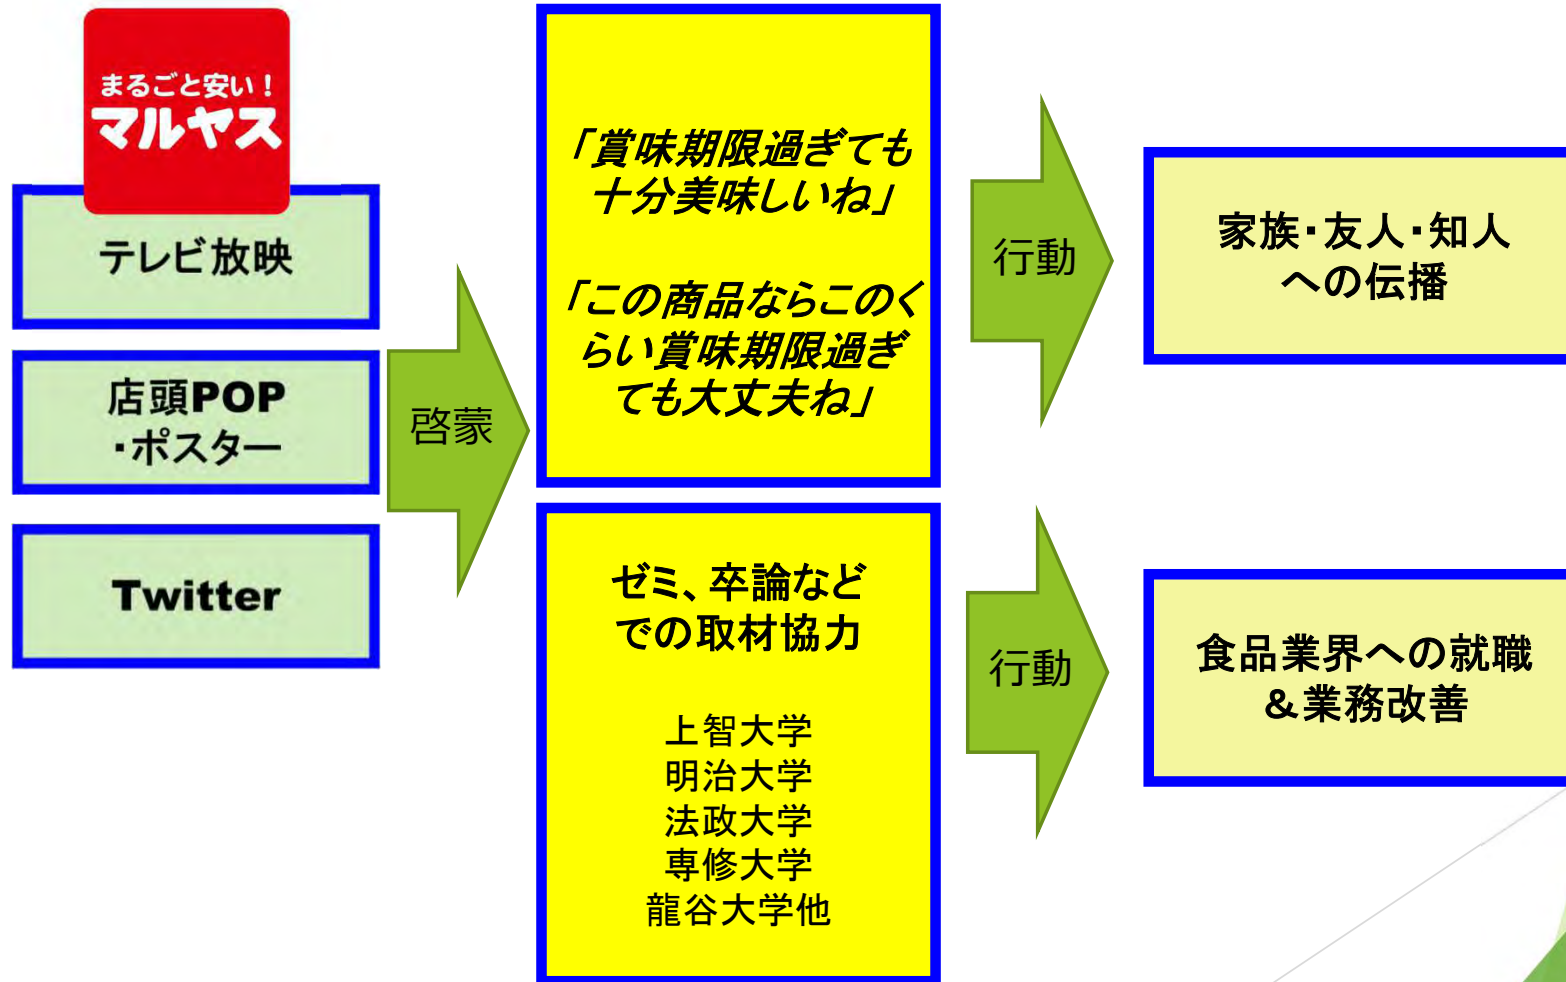 まるごと安い！
マルヤス
テレビ放映
店頭POP
・ポスター
Twitter
啓蒙
「賞味期限過ぎても
十分美味しいね」
「この商品ならこのく
らい賞味期限過ぎ
ても大丈夫ね」
行動
家族・友人・知人
への伝播
ゼミ、卒論など
での取材協力
上智大学
明治大学
法政大学
専修大学
龍谷大学他
行動
食品業界への就職
＆業務改善